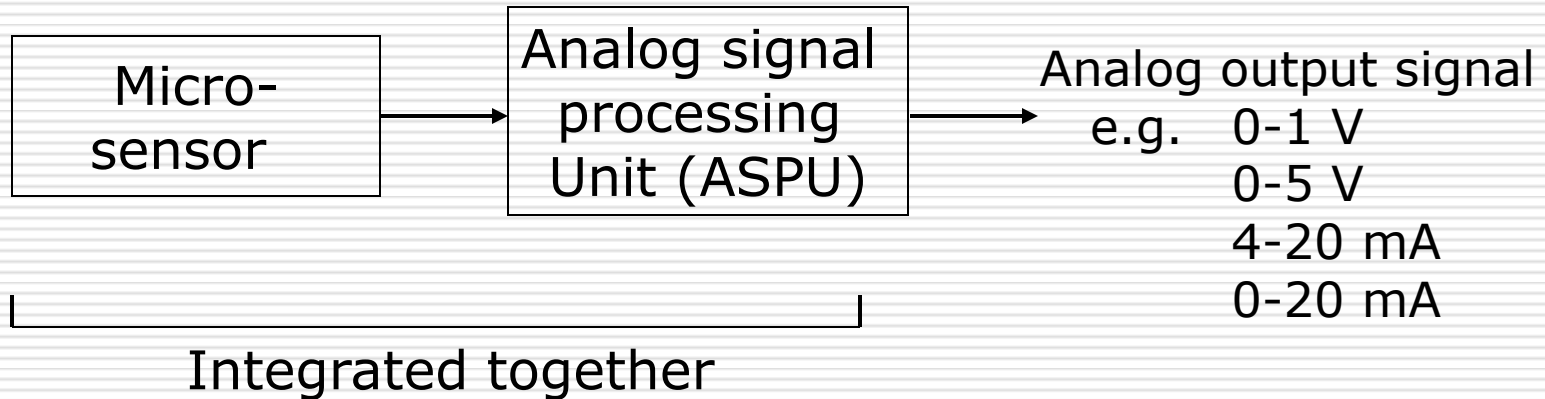 Micro-
sensor
Analog signal
processing
Unit (ASPU)
Analog output signal
e.g. 0-1 V
0-5 V
4-20 mA
0-20 mA
Integrated together